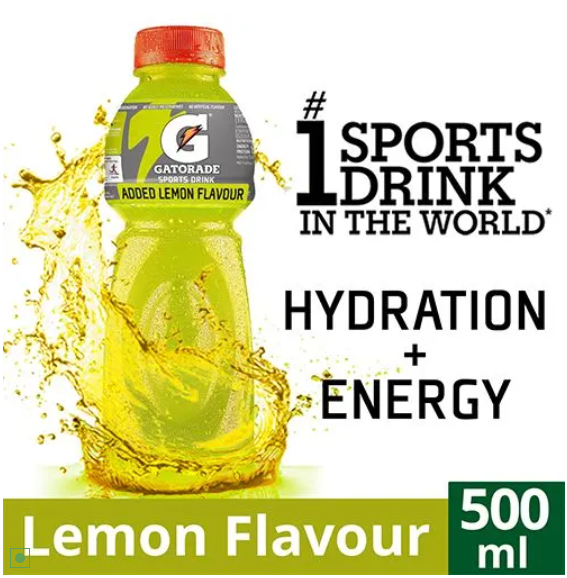 G
GATORADE
SPORTS DRINK
ADDED LEMON FLAVOUR
#1 SPORTS
DRINK
IN THE WORLD*
HYDRATION
+
ENERGY
Lemon Flavour
500
ml